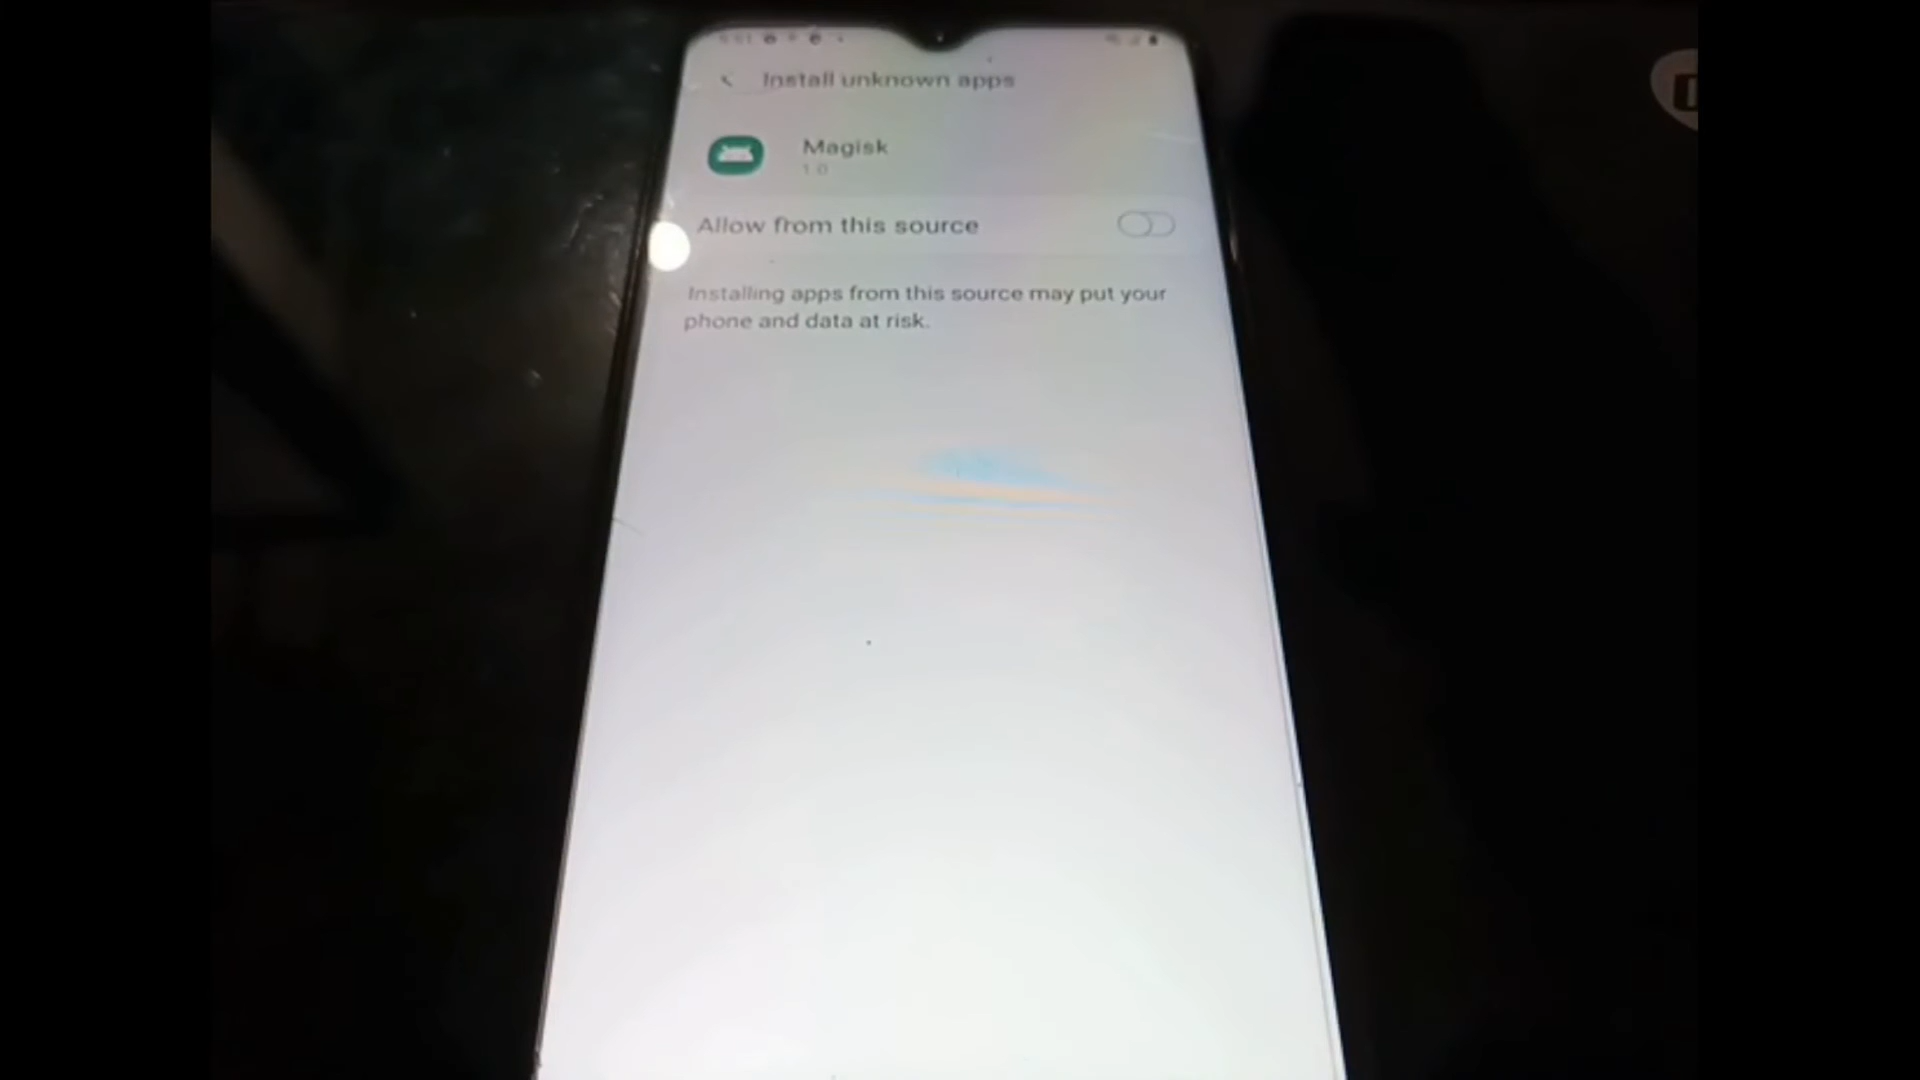 Install unknown apps
Magisk
1.0
Allow from this source
Installing apps from this source may put your
phone and data at risk.